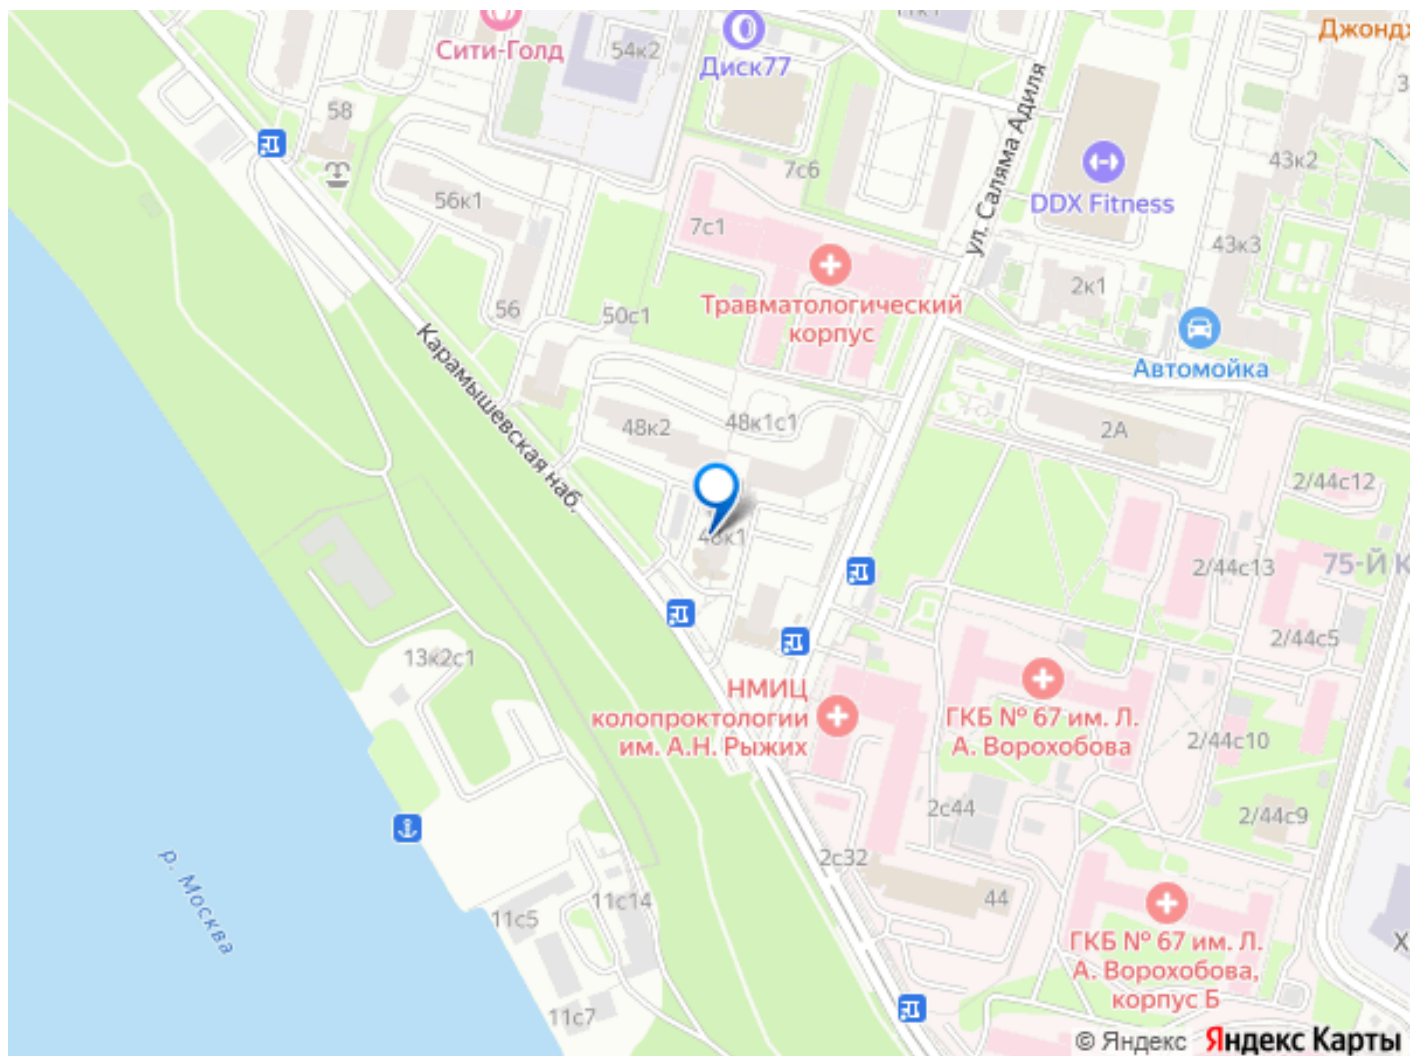 Сити-Голд
54к2
Диск77
Джондж
58
ул. Саляма Адиля
7с6
43к2
DDX Fitness
56к1
7с1
43к3
2к1
Травматологический
корпус
56
50с1
Карамышевская наб.
Автомойка
48к2
48к1с1
2А
2/44с12
48к1
2/44с13
75-Й К
2/44с5
13к2с1
НМИЦ
колопроктологии
им. А.Н. Рыжих
ГКБ № 67 им. Л.
А. Ворохобова
2/44с10
2с44
2/44с9
р. Москва
2с32
44
11с5
11с14
ГКБ № 67 им. Л.
А. Ворохобова,
корпус Б
Х
11с7
© Яндекс Яндекс Карты